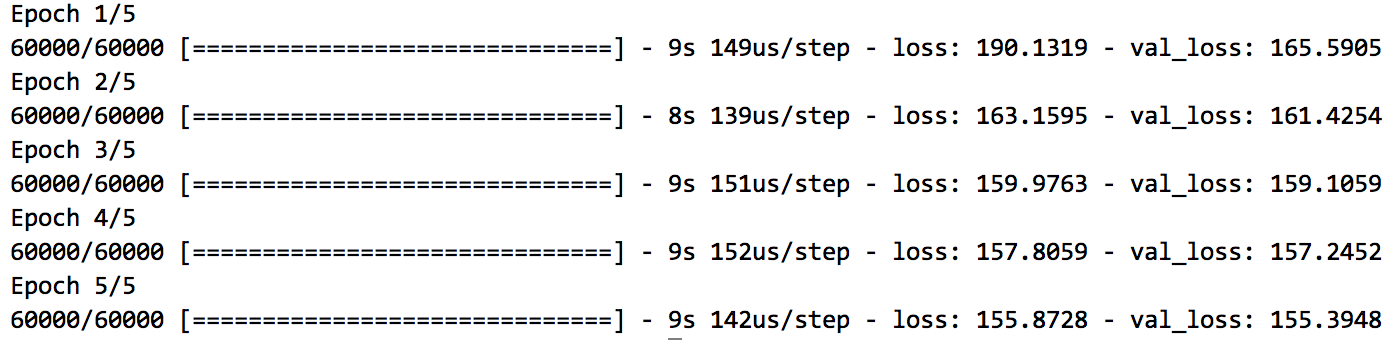 Epoch 1/5
60000/60000 [==============================] - 9s 149us/step - loss: 190.1319 - val_loss: 165.5905
Epoch 2/5
60000/60000 [==============================] - 8s 139us/step - loss: 163.1595 - val_loss: 161.4254
Epoch 3/5
60000/60000 [==============================] - 9s 151us/step - loss: 159.9763 - val_loss: 159.1059
Epoch 4/5
60000/60000 [==============================] - 9s 152us/step - loss: 157.8059 - val_loss: 157.2452
Epoch 5/5
60000/60000 [==============================] - 9s 142us/step - loss: 155.8728 - val_loss: 155.3948